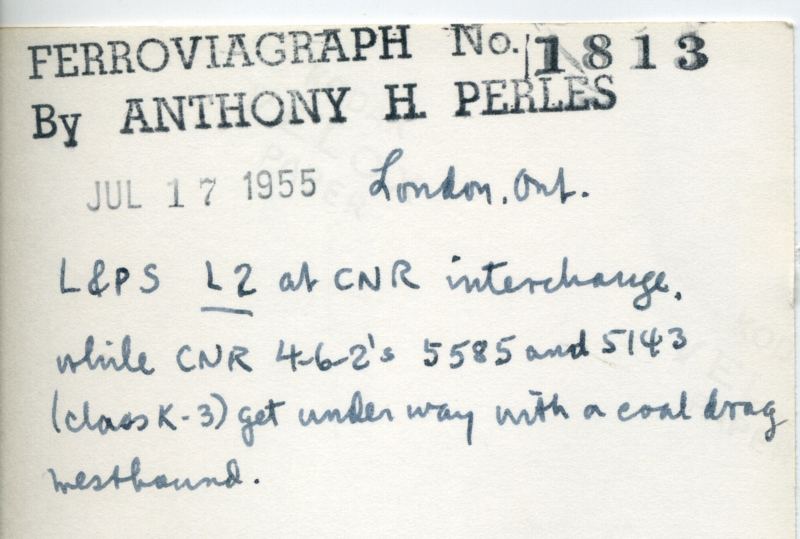 FERROVIAGRAPH No. 1813
By ANTHONY H. PERLES
JUL 17 1955 London, Ont.
L&PS L2 at CNR interchange,
while CNR 4-6-2's 5585 and 5143
(class K-3) get under way with a coal drag
westbound.